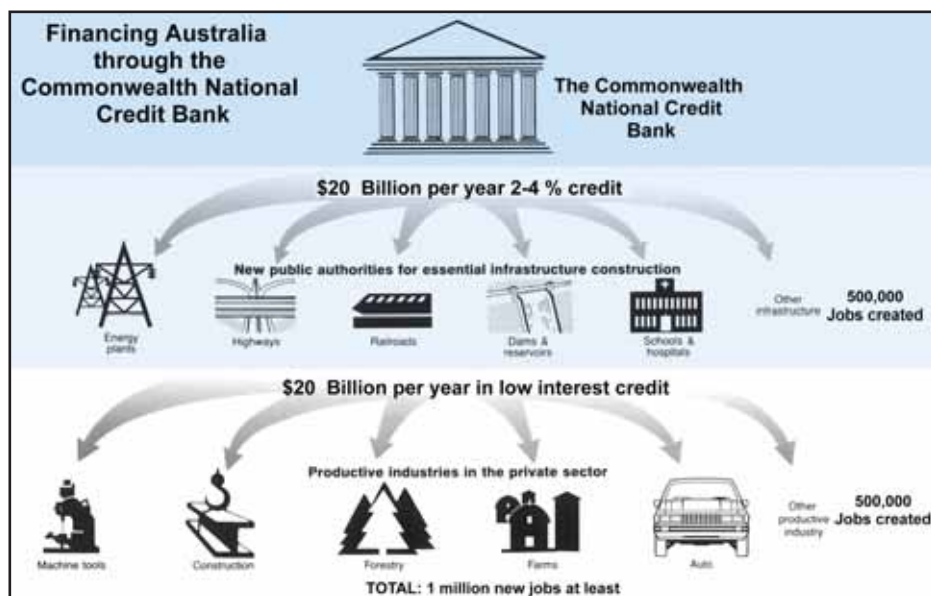 Financing Australia
through the
Commonwealth National
Credit Bank
The Commonwealth
National Credit
Bank
$20 Billion per year 2-4 % credit
New public authorities for essential infrastructure construction
Energy
plants
Highways
Railroads
Dams &
reservoirs
Schools &
hospitals
Other
infrastructure
500,000
Jobs created
$20 Billion per year in low interest credit
Productive industries in the private sector
Machine tools
Construction
Forestry
Farms
Auto.
Other
productive
industry
500,000
Jobs created
TOTAL: 1 million new jobs at least